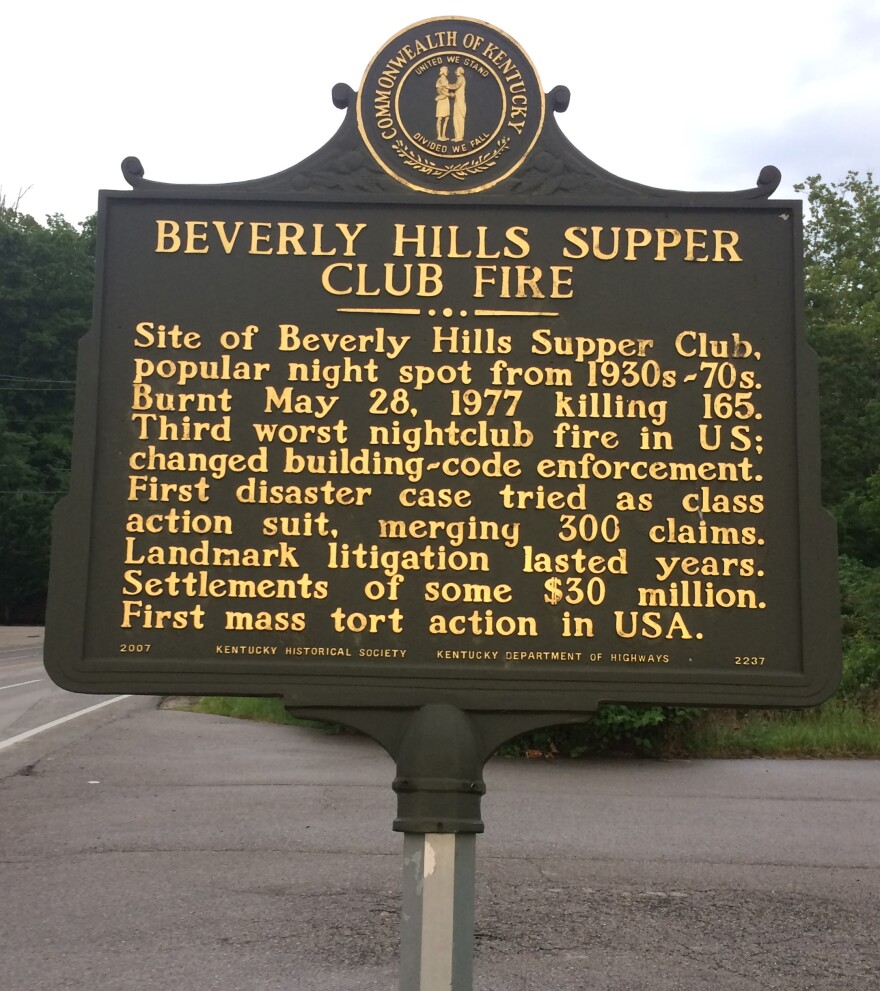 COMMONWEALTH OF KENTUCKY
UNITED WE STAND
DIVIDED WE FALL
BEVERLY HILLS SUPPER
CLUB FIRE
Site of Beverly Hills Supper Club,
popular night spot from 1930s-70s.
Burnt May 28, 1977 killing 165.
Third worst nightclub fire in US;
changed building-code enforcement.
First disaster case tried as class
action suit, merging 300 claims.
Landmark litigation lasted years.
Settlements of some $30 million.
First mass tort action in USA.
2007 KENTUCKY HISTORICAL SOCIETY KENTUCKY DEPARTMENT OF HIGHWAYS 2237